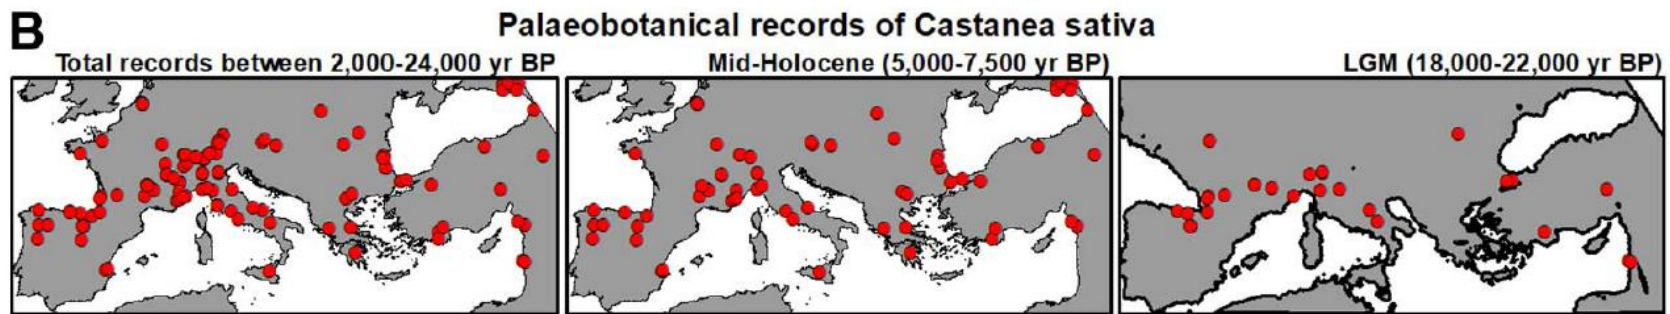 B
Palaeobotanical records of Castanea sativa
Total records between 2,000-24,000 yr BP
Mid-Holocene (5,000-7,500 yr BP)
LGM (18,000-22,000 yr BP)